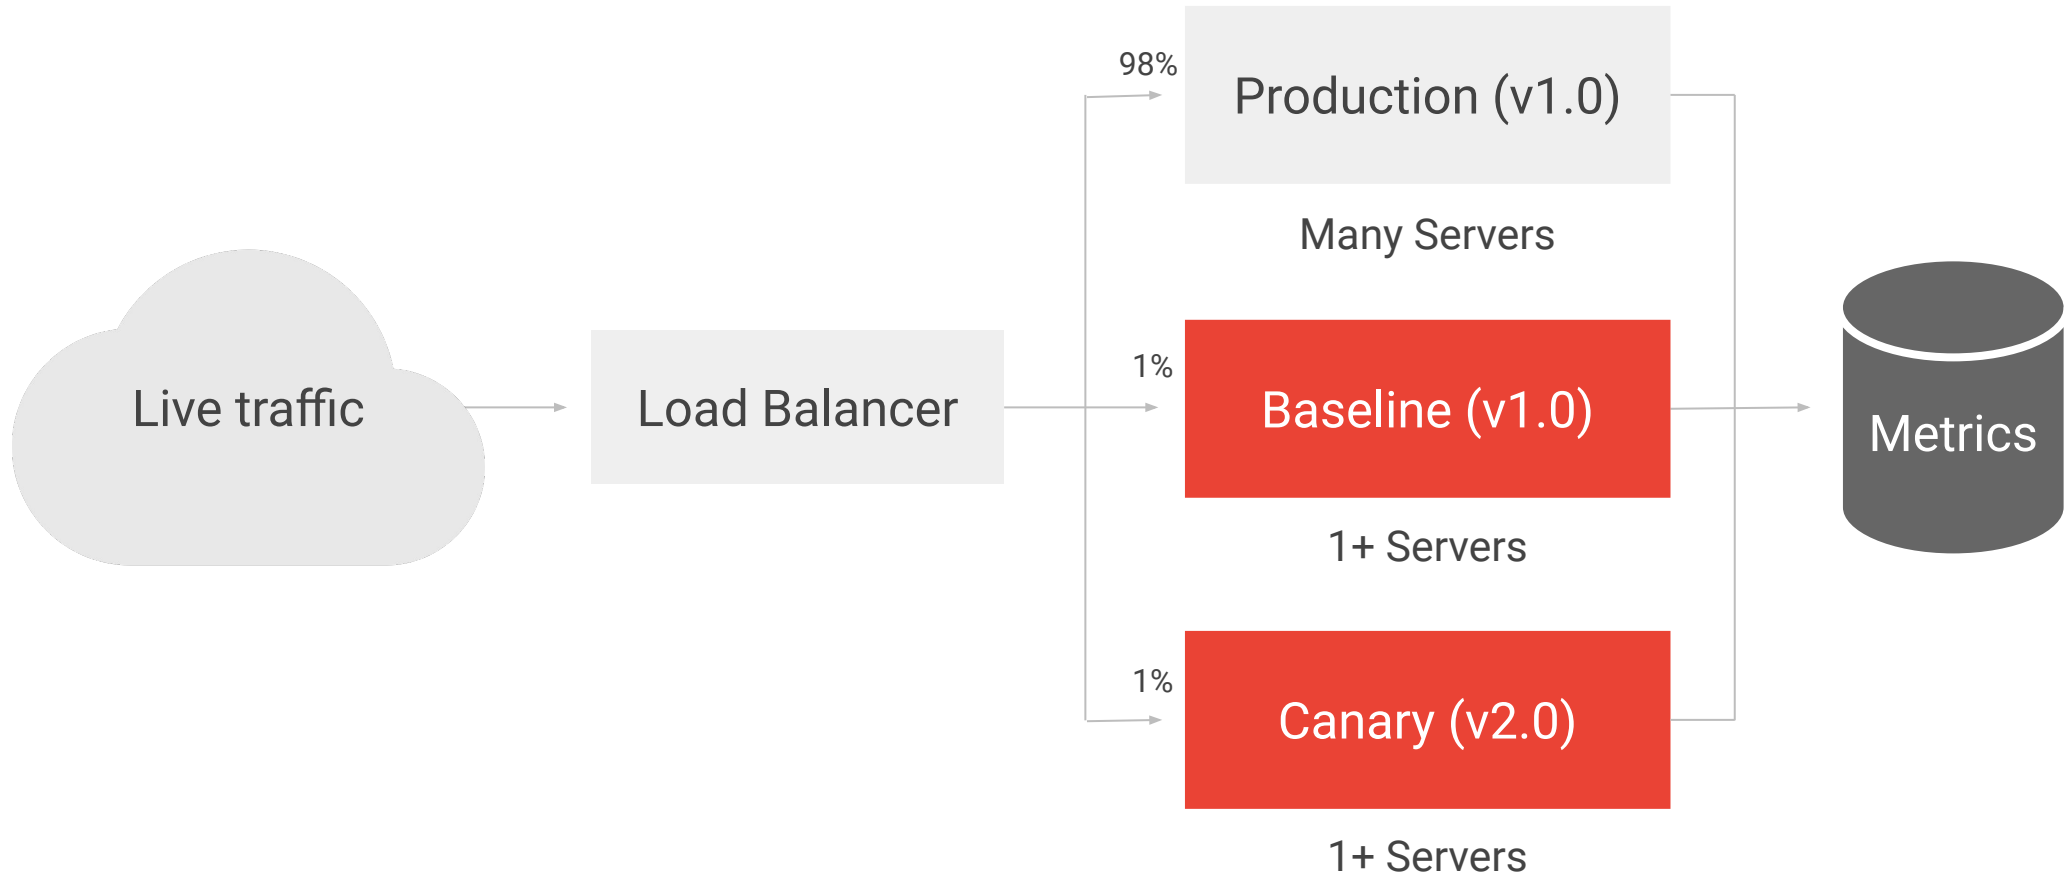 Live traffic
Load Balancer
98%
Production (v1.0)
Many Servers
1%
Baseline (v1.0)
1+ Servers
1%
Canary (v2.0)
1+ Servers
Metrics